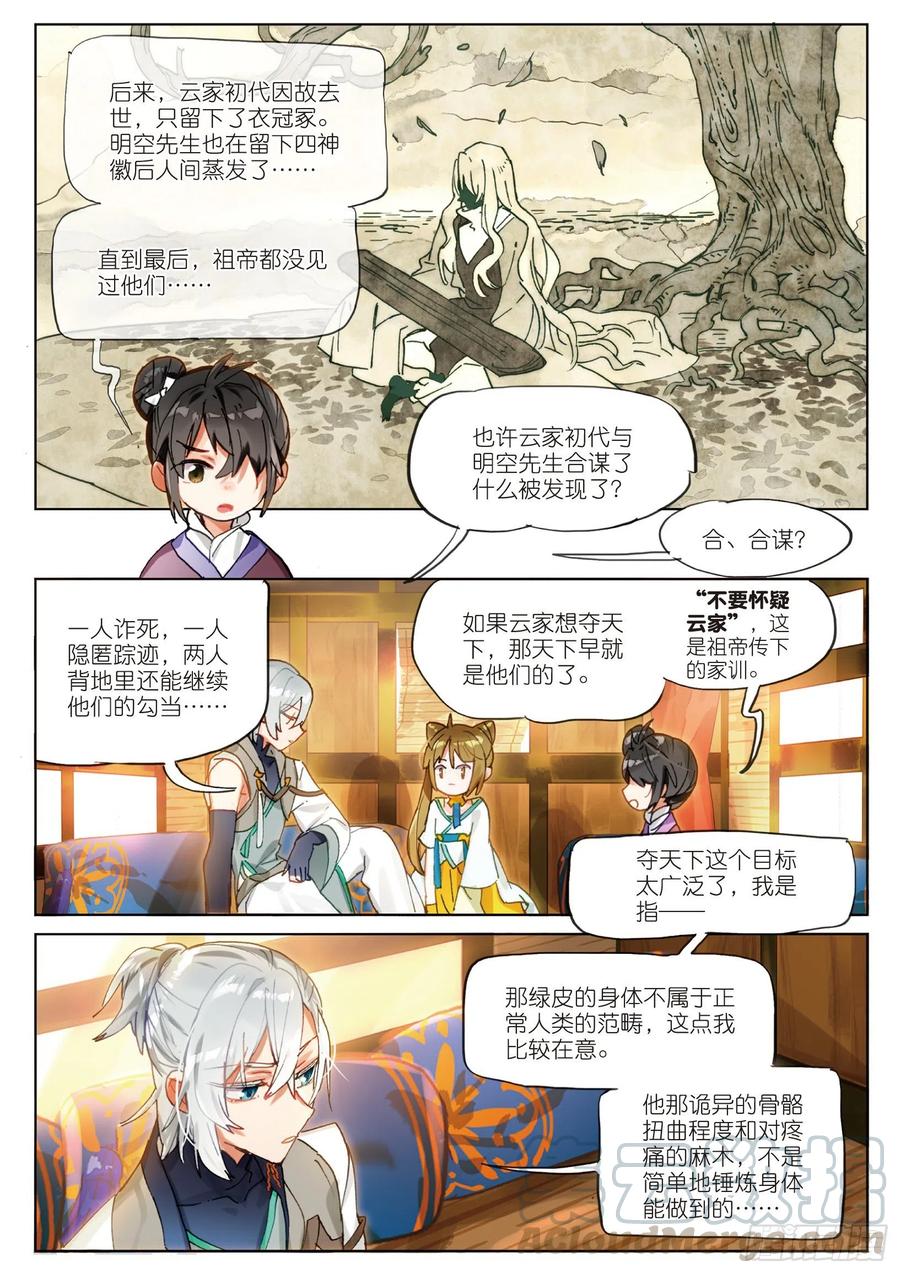 后来，云家初代因故去
世，只留下了衣冠冢。
明空先生也在留下四神
徽后人间蒸发了……
直到最后，祖帝都没见
过他们……
也许云家初代与
明空先生合谋了
什么被发现了？
合、合谋？
一人诈死，一人
隐匿踪迹，两人
背地里还能继续
他们的勾当……
如果云家想夺天
下，那天下早就
是他们的了。
“不要怀疑
云家”，这
是祖帝传下
的家训。
夺天下这个目标
太广泛了，我是
指——
那绿皮的身体不属于正
常人类的范畴，这点我
比较在意。
他那诡异的骨骼
扭曲程度和对疼
痛的麻木，不是
简单地锤炼身体
能做到的……
acloudmerge.com